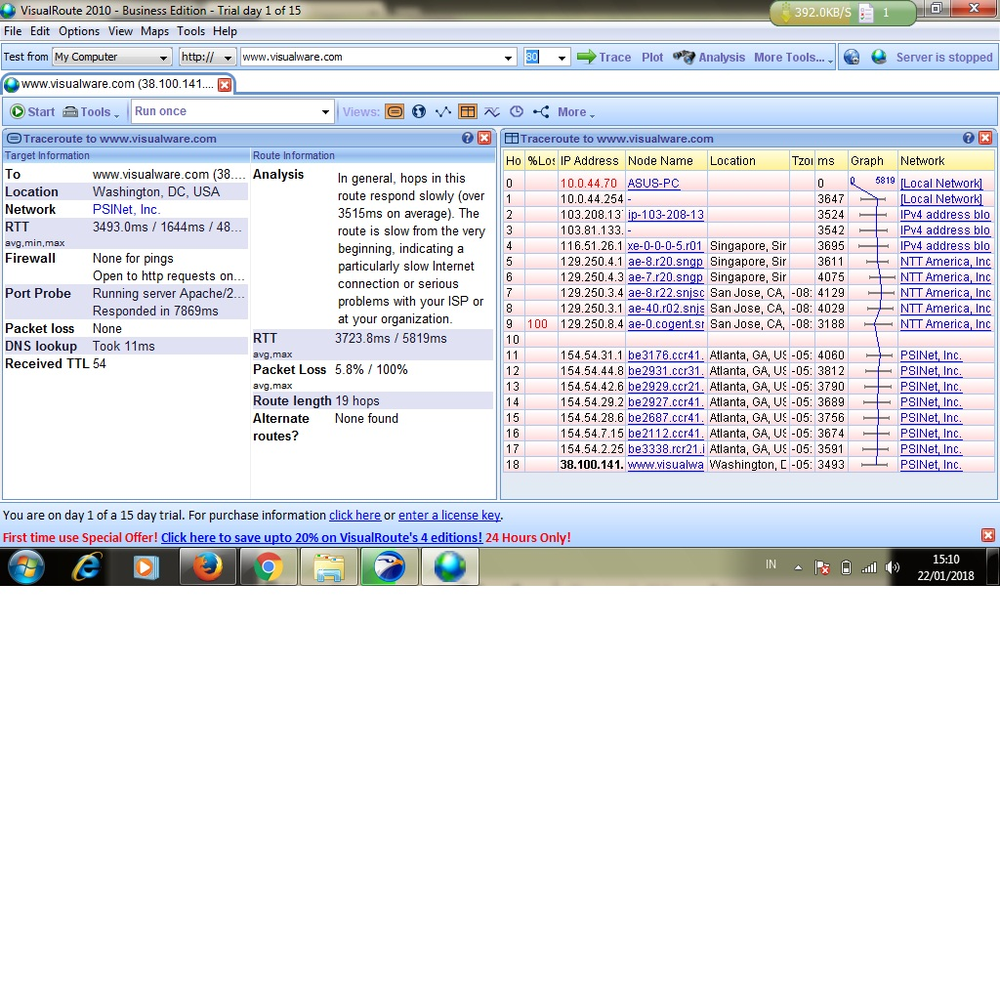 VisualRoute 2010 - Business Edition - Trial day 1 of 15
392.0KB/S 1
File Edit Options View Maps Tools Help
Test from My Computer http:// www.visualware.com 80 Trace Plot Analysis More Tools... Server is stopped
www.visualware.com (38.100.141....
Start Tools Run once Views: More
Traceroute to www.visualware.com
Target Information
To www.visualware.com (38....
Location Washington, DC, USA
Network PSINet, Inc.
RTT 3493.0ms / 1644ms / 48...
avg,min,max
Firewall None for pings
Open to http requests on...
Port Probe Running server Apache/2...
Responded in 7869ms
Packet loss None
DNS lookup Took 11ms
Received TTL 54
Route Information
Analysis In general, hops in this
route respond slowly (over
3515ms on average). The
route is slow from the very
beginning, indicating a
particularly slow Internet
connection or serious
problems with your ISP or
at your organization.
RTT 3723.8ms / 5819ms
avg,max
Packet Loss 5.8% / 100%
avg,max
Route length 19 hops
Alternate None found
routes?
Traceroute to www.visualware.com
Ho %Los IP Address Node Name Location Tzon ms Graph Network
0 10.0.44.70 ASUS-PC 0 0 5819 [Local Network]
1 10.0.44.254 - 3647 [Local Network]
2 103.208.13 ip-103-208-13 3524 IPv4 address blo
3 103.81.133. - 3542 IPv4 address blo
4 116.51.26.1 xe-0-0-0-5.r01 Singapore, Sin 3695 IPv4 address blo
5 129.250.4.1 ae-8.r20.sngp Singapore, Sin 3611 NTT America, Inc
6 129.250.3.4 ae-7.r20.sngp Singapore, Sin 4075 NTT America, Inc
7 129.250.3.4 ae-8.r22.snjsc San Jose, CA, -08: 4129 NTT America, Inc
8 129.250.3.1 ae-40.r02.snjs San Jose, CA, -08: 4029 NTT America, Inc
9 100 129.250.8.4 ae-0.cogent.sr San Jose, CA, -08: 3188 NTT America, Inc
10
11 154.54.31.1 be3176.ccr41. Atlanta, GA, US -05: 4060 PSINet, Inc.
12 154.54.44.8 be2931.ccr31. Atlanta, GA, US -05: 3812 PSINet, Inc.
13 154.54.42.6 be2929.ccr21. Atlanta, GA, US -05: 3790 PSINet, Inc.
14 154.54.29.2 be2927.ccr41. Atlanta, GA, US -05: 3689 PSINet, Inc.
15 154.54.28.6 be2687.ccr41. Atlanta, GA, US -05: 3756 PSINet, Inc.
16 154.54.7.15 be2112.ccr41. Atlanta, GA, US -05: 3674 PSINet, Inc.
17 154.54.2.25 be3338.rcr21.i Atlanta, GA, US -05: 3591 PSINet, Inc.
18 38.100.141. www.visualwa Washington, D -05: 3493 PSINet, Inc.
You are on day 1 of a 15 day trial. For purchase information click here or enter a license key.
First time use Special Offer! Click here to save upto 20% on VisualRoute's 4 editions! 24 Hours Only!
IN 15:10
22/01/2018